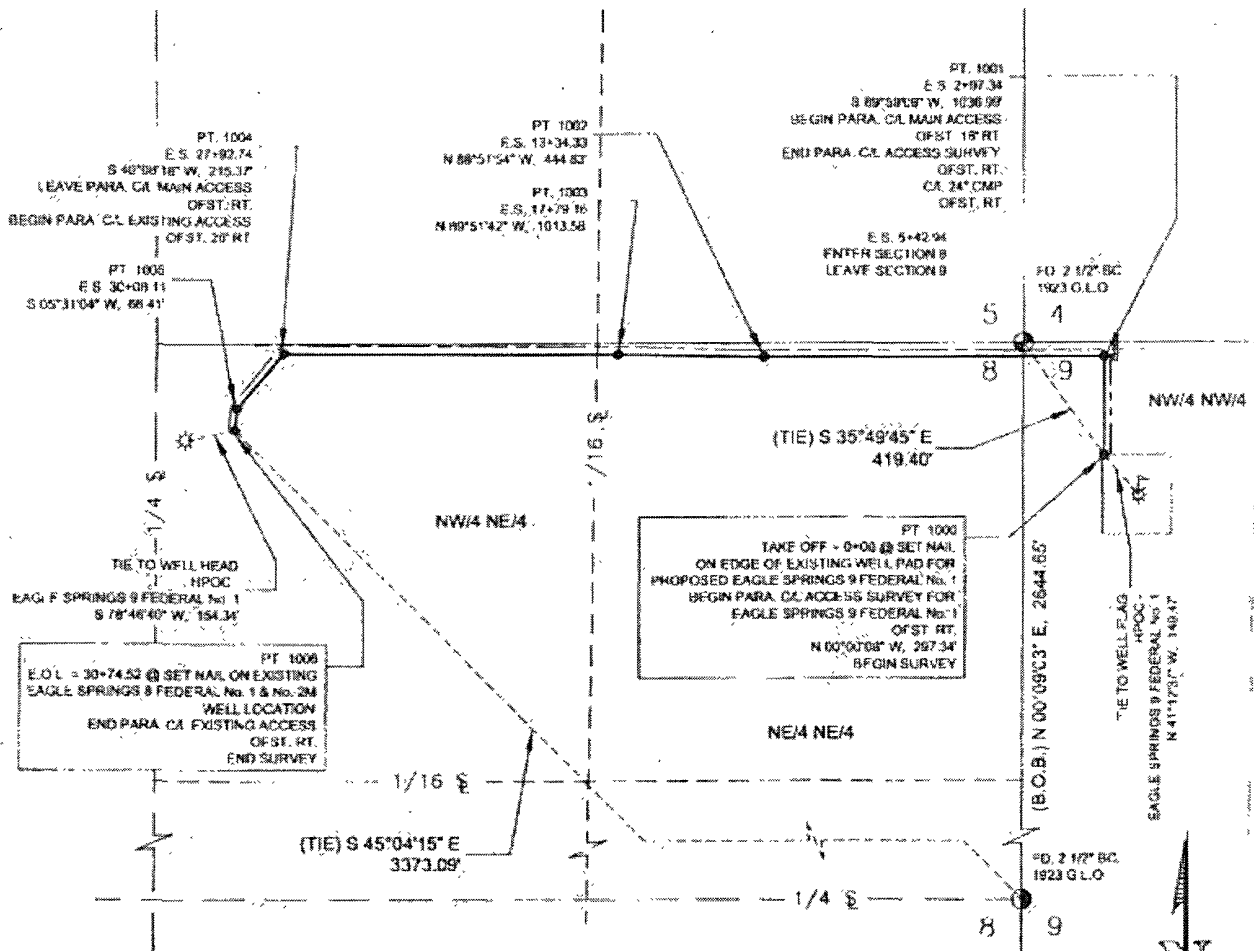 PT. 1001
E.S. 2+97.34
S 89°59'09" W, 1036.99'
BEGIN PARA. C/L MAIN ACCESS
OFST 16' RT
END PARA. C/L ACCESS SURVEY
OFST. RT.
C/L 24" CMP
OFST. RT
E.S. 5+42.94
ENTER SECTION 8
LEAVE SECTION 9
PT. 1002
E.S. 13+34.33
N 88°51'54" W, 444.83'
PT. 1003
E.S. 17+79.16
N 89°51'42" W, 1013.58
PT. 1004
E.S. 27+92.74
S 40°08'18" W, 215.37'
LEAVE PARA. C/L MAIN ACCESS
OFST. RT.
BEGIN PARA. C/L EXISTING ACCESS
OFST. 20' RT
PT 1005
E.S 30+08.11
S 05°31'04" W, 66.41'
FD. 2 1/2" BC
1923 G.L.O
5 4
8 9
NW/4 NW/4
(TIE) S 35°49'45" E
419.40'
1/16 ℄
1/4 ℄
NW/4 NE/4
TIE TO WELL HEAD
HPOC
EAGLE SPRINGS 9 FEDERAL No. 1
S 78°46'40" W, 154.34'
PT 1000
TAKE OFF = 0+00 @ SET NAIL
ON EDGE OF EXISTING WELL PAD FOR
PROPOSED EAGLE SPRINGS 9 FEDERAL No. 1
BEGIN PARA. C/L ACCESS SURVEY FOR
EAGLE SPRINGS 9 FEDERAL No. 1
OFST RT.
N 00°00'08" W, 297.34'
BEGIN SURVEY
PT 1006
E.O.L = 30+74.52 @ SET NAIL ON EXISTING
EAGLE SPRINGS 8 FEDERAL No. 1 & No. 2M
WELL LOCATION
END PARA. C/L EXISTING ACCESS
OFST. RT.
END SURVEY
NE/4 NE/4
(B.O.B.) N 00°09'03" E, 2644.65'
TIE TO WELL FLAG
HPOC -
EAGLE SPRINGS 9 FEDERAL No. 1
N 41°12'37" W, 149.47'
1/16 ℄
(TIE) S 45°04'15" E
3373.09'
FD. 2 1/2" BC.
1923 G.L.O
1/4 ℄
8 9